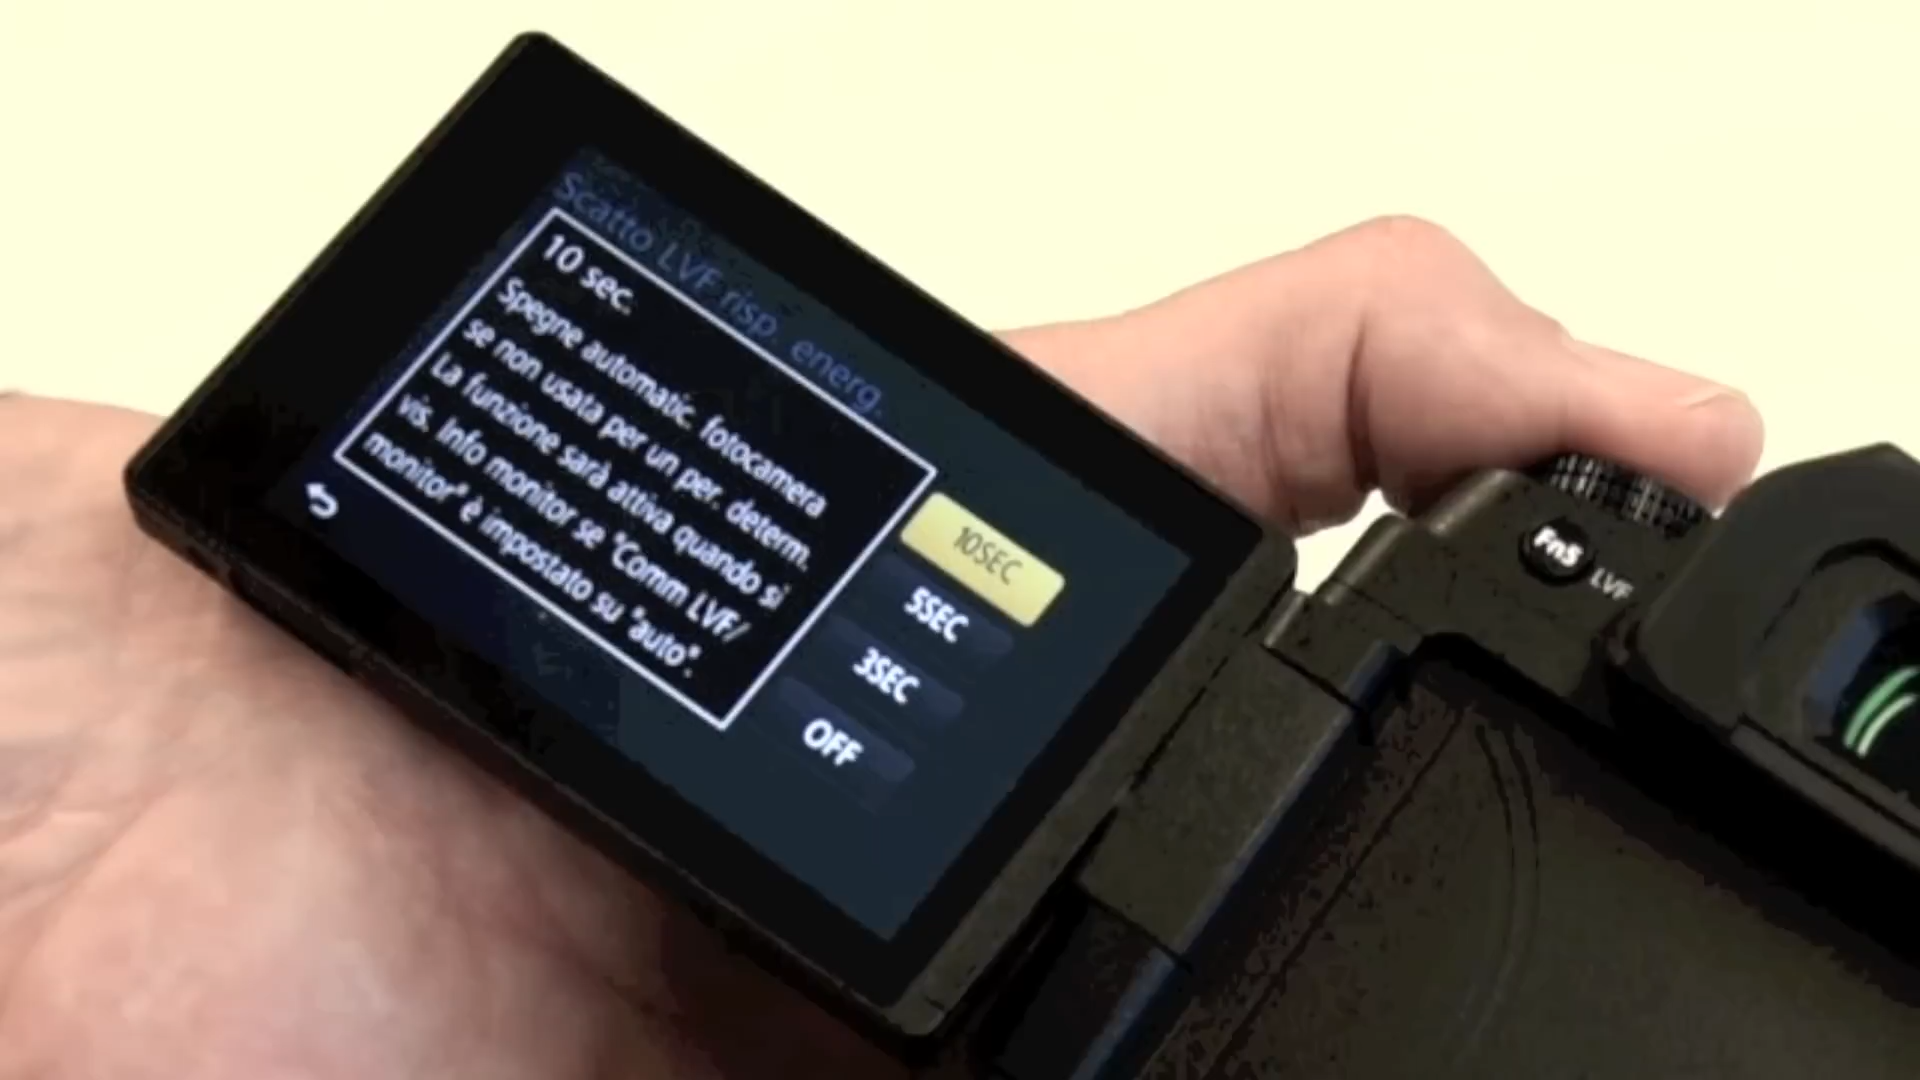 Scatto LVF risp. energ.
10 sec.
Spegne automatic. fotocamera
se non usata per un per. determ.
La funzione sarà attiva quando si
vis. info monitor se "Comm LVF/
monitor" è impostato su "auto".
10SEC
5SEC
3SEC
OFF
Fn5 LVF